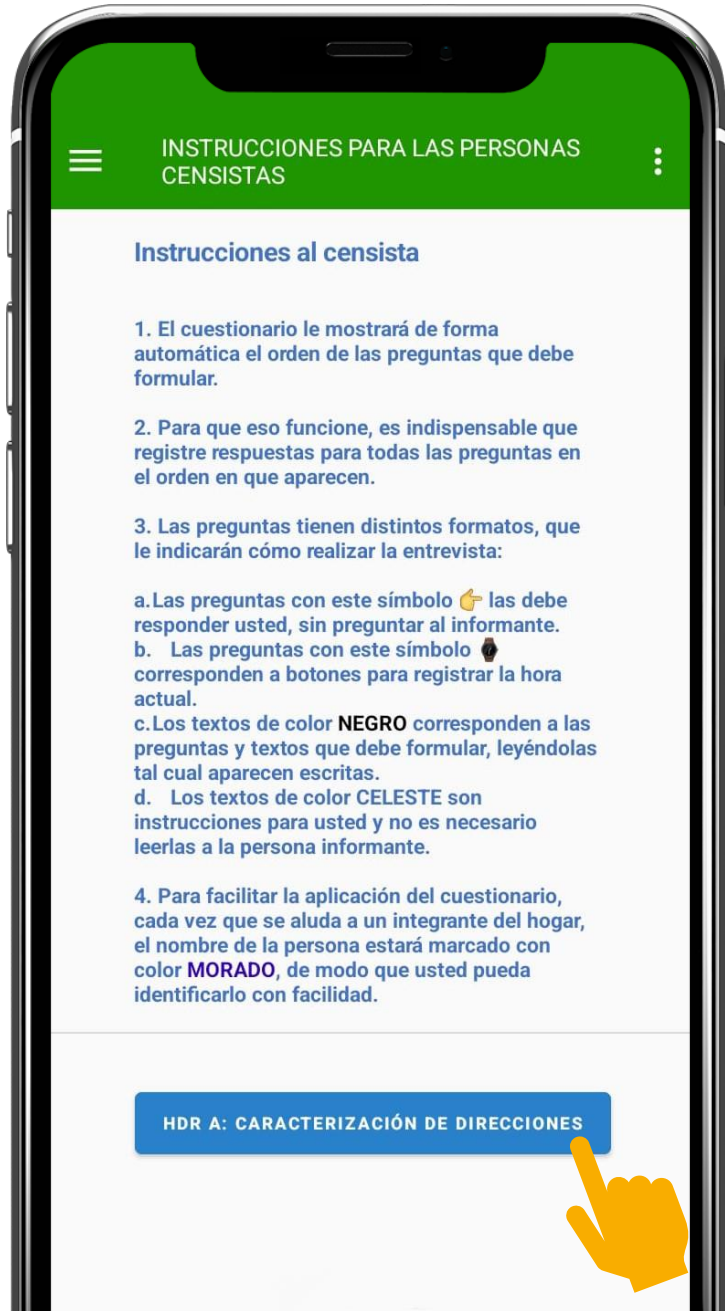 INSTRUCCIONES PARA LAS PERSONAS
CENSISTAS
Instrucciones al censista
1. El cuestionario le mostrará de forma
automática el orden de las preguntas que debe
formular.
2. Para que eso funcione, es indispensable que
registre respuestas para todas las preguntas en
el orden en que aparecen.
3. Las preguntas tienen distintos formatos, que
le indicarán cómo realizar la entrevista:
a.Las preguntas con este símbolo 👉 las debe
responder usted, sin preguntar al informante.
b. Las preguntas con este símbolo ⌚
corresponden a botones para registrar la hora
actual.
c.Los textos de color NEGRO corresponden a las
preguntas y textos que debe formular, leyéndolas
tal cual aparecen escritas.
d. Los textos de color CELESTE son
instrucciones para usted y no es necesario
leerlas a la persona informante.
4. Para facilitar la aplicación del cuestionario,
cada vez que se aluda a un integrante del hogar,
el nombre de la persona estará marcado con
color MORADO, de modo que usted pueda
identificarlo con facilidad.
HDR A: CARACTERIZACIÓN DE DIRECCIONES